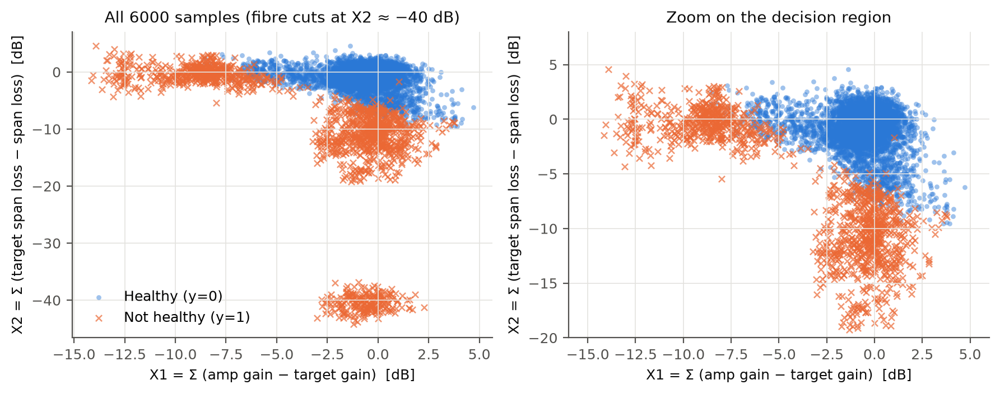 All 6000 samples (fibre cuts at X2 ≈ −40 dB)
X2 = Σ (target span loss − span loss) [dB]
0
−10
−20
−30
−40
Healthy (y=0)
Not healthy (y=1)
−15.0 −12.5 −10.0 −7.5 −5.0 −2.5 0.0 2.5 5.0
X1 = Σ (amp gain − target gain) [dB]
Zoom on the decision region
X2 = Σ (target span loss − span loss) [dB]
5
0
−5
−10
−15
−20
−15.0 −12.5 −10.0 −7.5 −5.0 −2.5 0.0 2.5 5.0
X1 = Σ (amp gain − target gain) [dB]